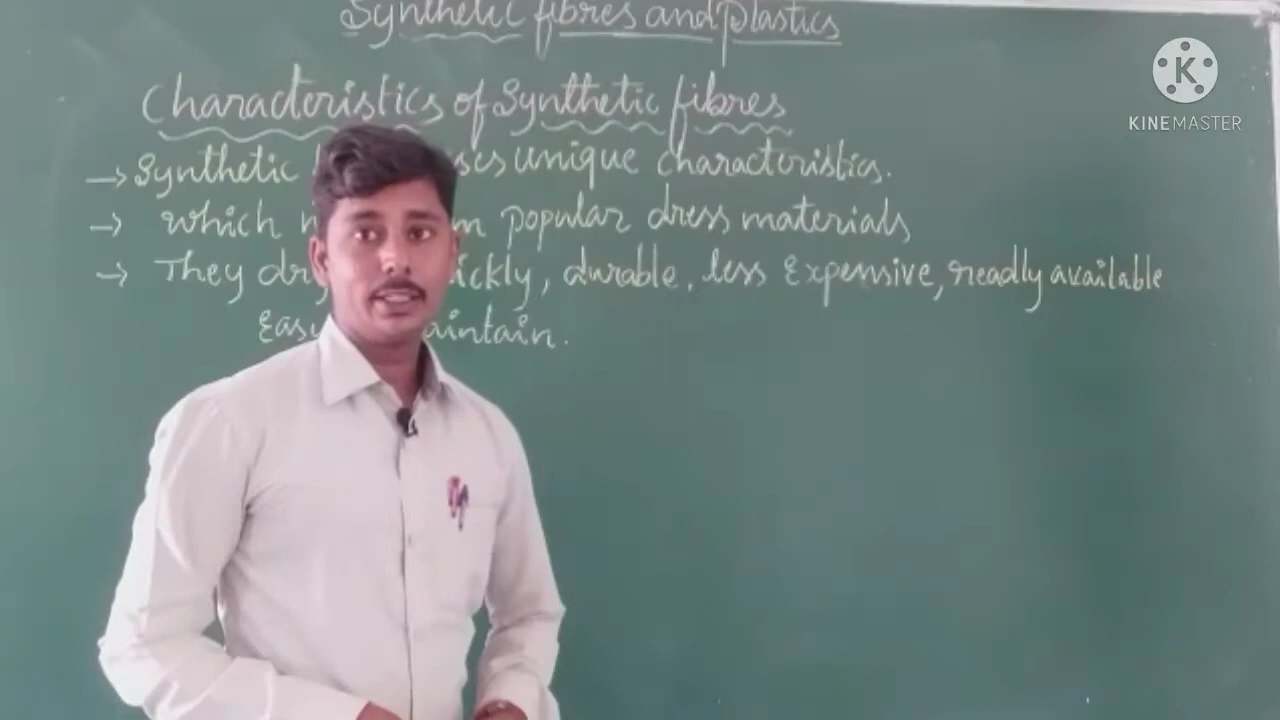 Synthetic fibres and plastics
Characteristics of Synthetic fibres
→ Synthetic unique characteristics.
→ which popular dress materials
→ They durable, less Expensive, readly available
Easy
KINEMASTER